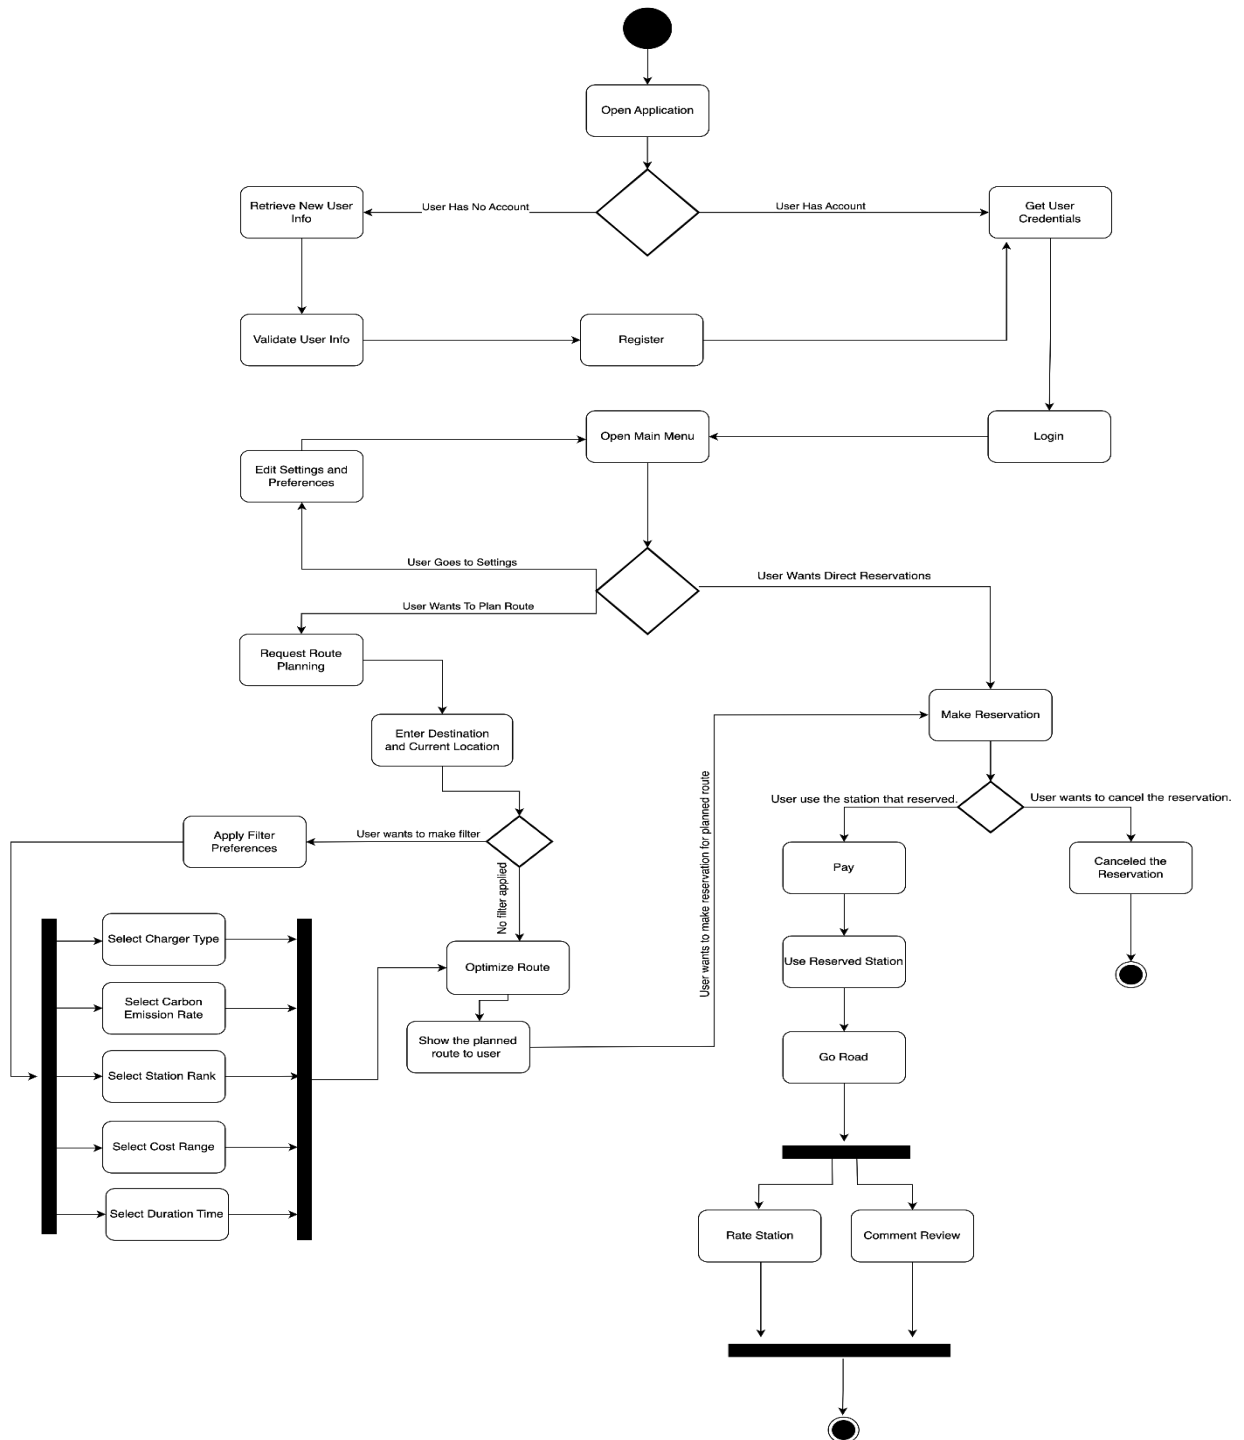 Open Application
User Has No Account
User Has Account
Retrieve New User
Info
Get User
Credentials
Validate User Info
Register
Open Main Menu
Login
Edit Settings and
Preferences
User Goes to Settings
User Wants Direct Reservations
User Wants To Plan Route
Request Route
Planning
Make Reservation
Enter Destination
and Current Location
User wants to make reservation for planned route
User use the station that reserved.
User wants to cancel the reservation.
Apply Filter
Preferences
User wants to make filter
No filter applied
Pay
Canceled the
Reservation
Select Charger Type
Optimize Route
Use Reserved Station
Select Carbon
Emission Rate
Show the planned
route to user
Go Road
Select Station Rank
Select Cost Range
Select Duration Time
Rate Station
Comment Review